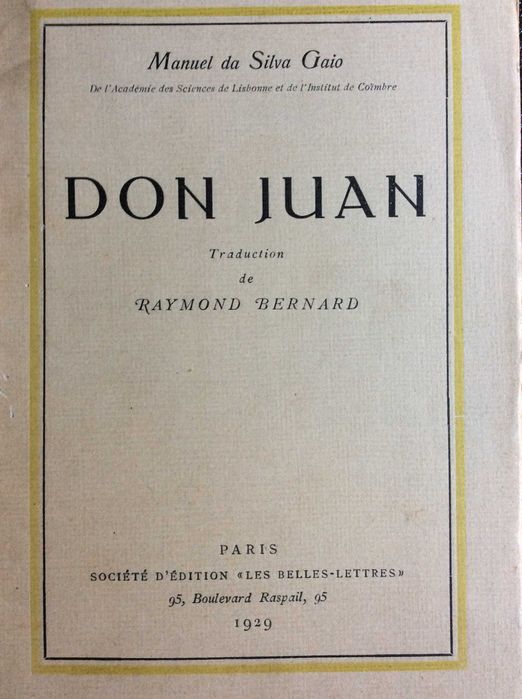 Manuel da Silva Gaio
De l'Académie des Sciences de Lisbonne et de l'Institut de Coïmbre
DON JUAN
Traduction
de
RAYMOND BERNARD
PARIS
SOCIÉTÉ D'ÉDITION «LES BELLES-LETTRES»
95, Boulevard Raspail, 95
1929